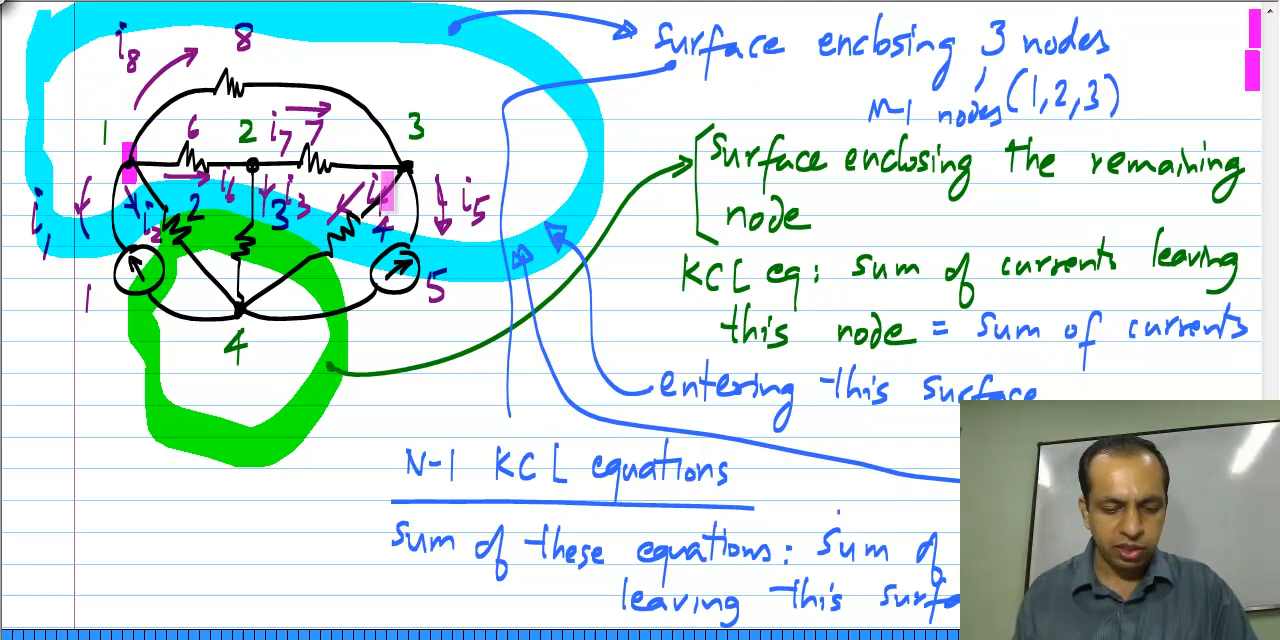 surface enclosing 3 nodes
N-1 nodes (1,2,3)
surface enclosing the remaining
node
KCL eq: sum of currents leaving
this node = sum of currents
entering this surface
N-1 KCL equations
Sum of these equations: Sum of
leaving this surfa
i8 8
1 6 2 i7 7 3
i1 i2 2 i6 3 i3 i4 4 i5
1 5
4